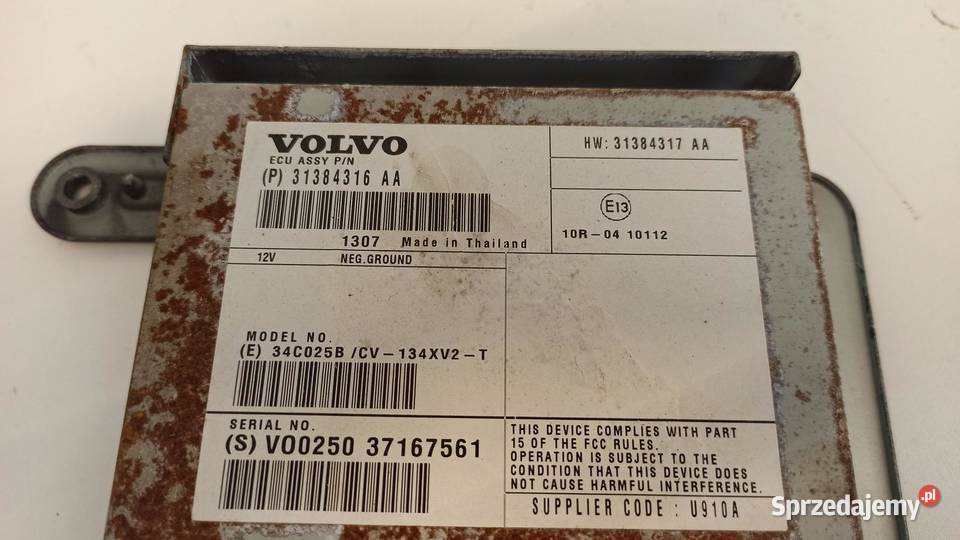 VOLVO
ECU ASSY P/N
(P) 31384316 AA
1307 Made in Thailand
HW: 31384317 AA
E13
10R-04 10112
12V NEG.GROUND
MODEL NO.
(E) 34C025B /CV-134XV2-T
SERIAL NO.
(S) V00250 37167561
THIS DEVICE COMPLIES WITH PART
15 OF THE FCC RULES.
OPERATION IS SUBJECT TO THE
CONDITION THAT THIS DEVICE DOES
NOT CAUSE HARMFUL INTERFERENCE.
SUPPLIER CODE : U910A
Sprzedajemy.pl